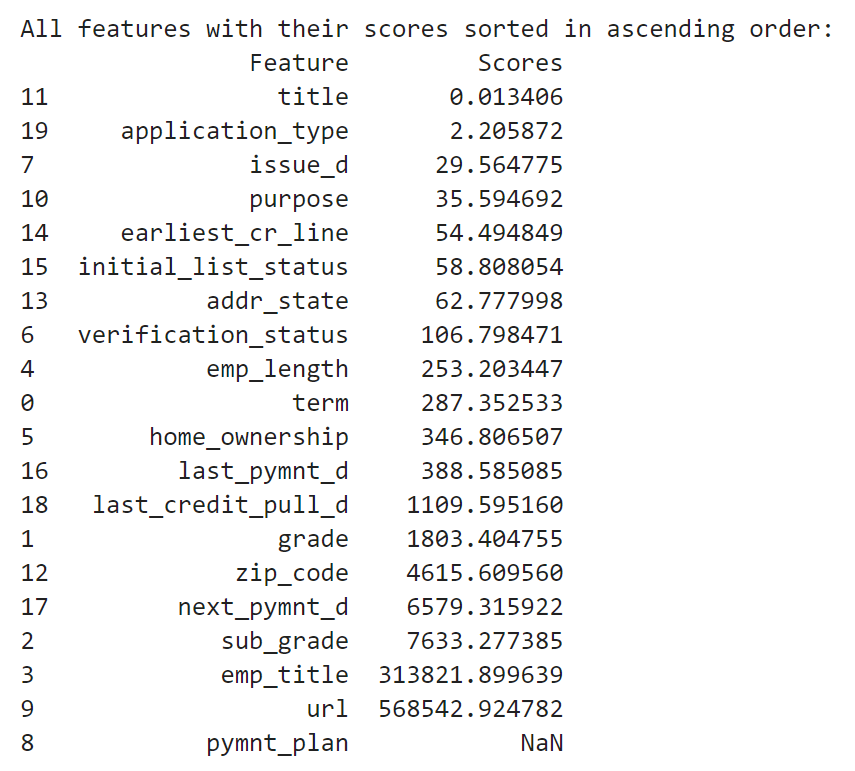 All features with their scores sorted in ascending order:
Feature Scores
11 title 0.013406
19 application_type 2.205872
7 issue_d 29.564775
10 purpose 35.594692
14 earliest_cr_line 54.494849
15 initial_list_status 58.808054
13 addr_state 62.777998
6 verification_status 106.798471
4 emp_length 253.203447
0 term 287.352533
5 home_ownership 346.806507
16 last_pymnt_d 388.585085
18 last_credit_pull_d 1109.595160
1 grade 1803.404755
12 zip_code 4615.609560
17 next_pymnt_d 6579.315922
2 sub_grade 7633.277385
3 emp_title 313821.899639
9 url 568542.924782
8 pymnt_plan NaN